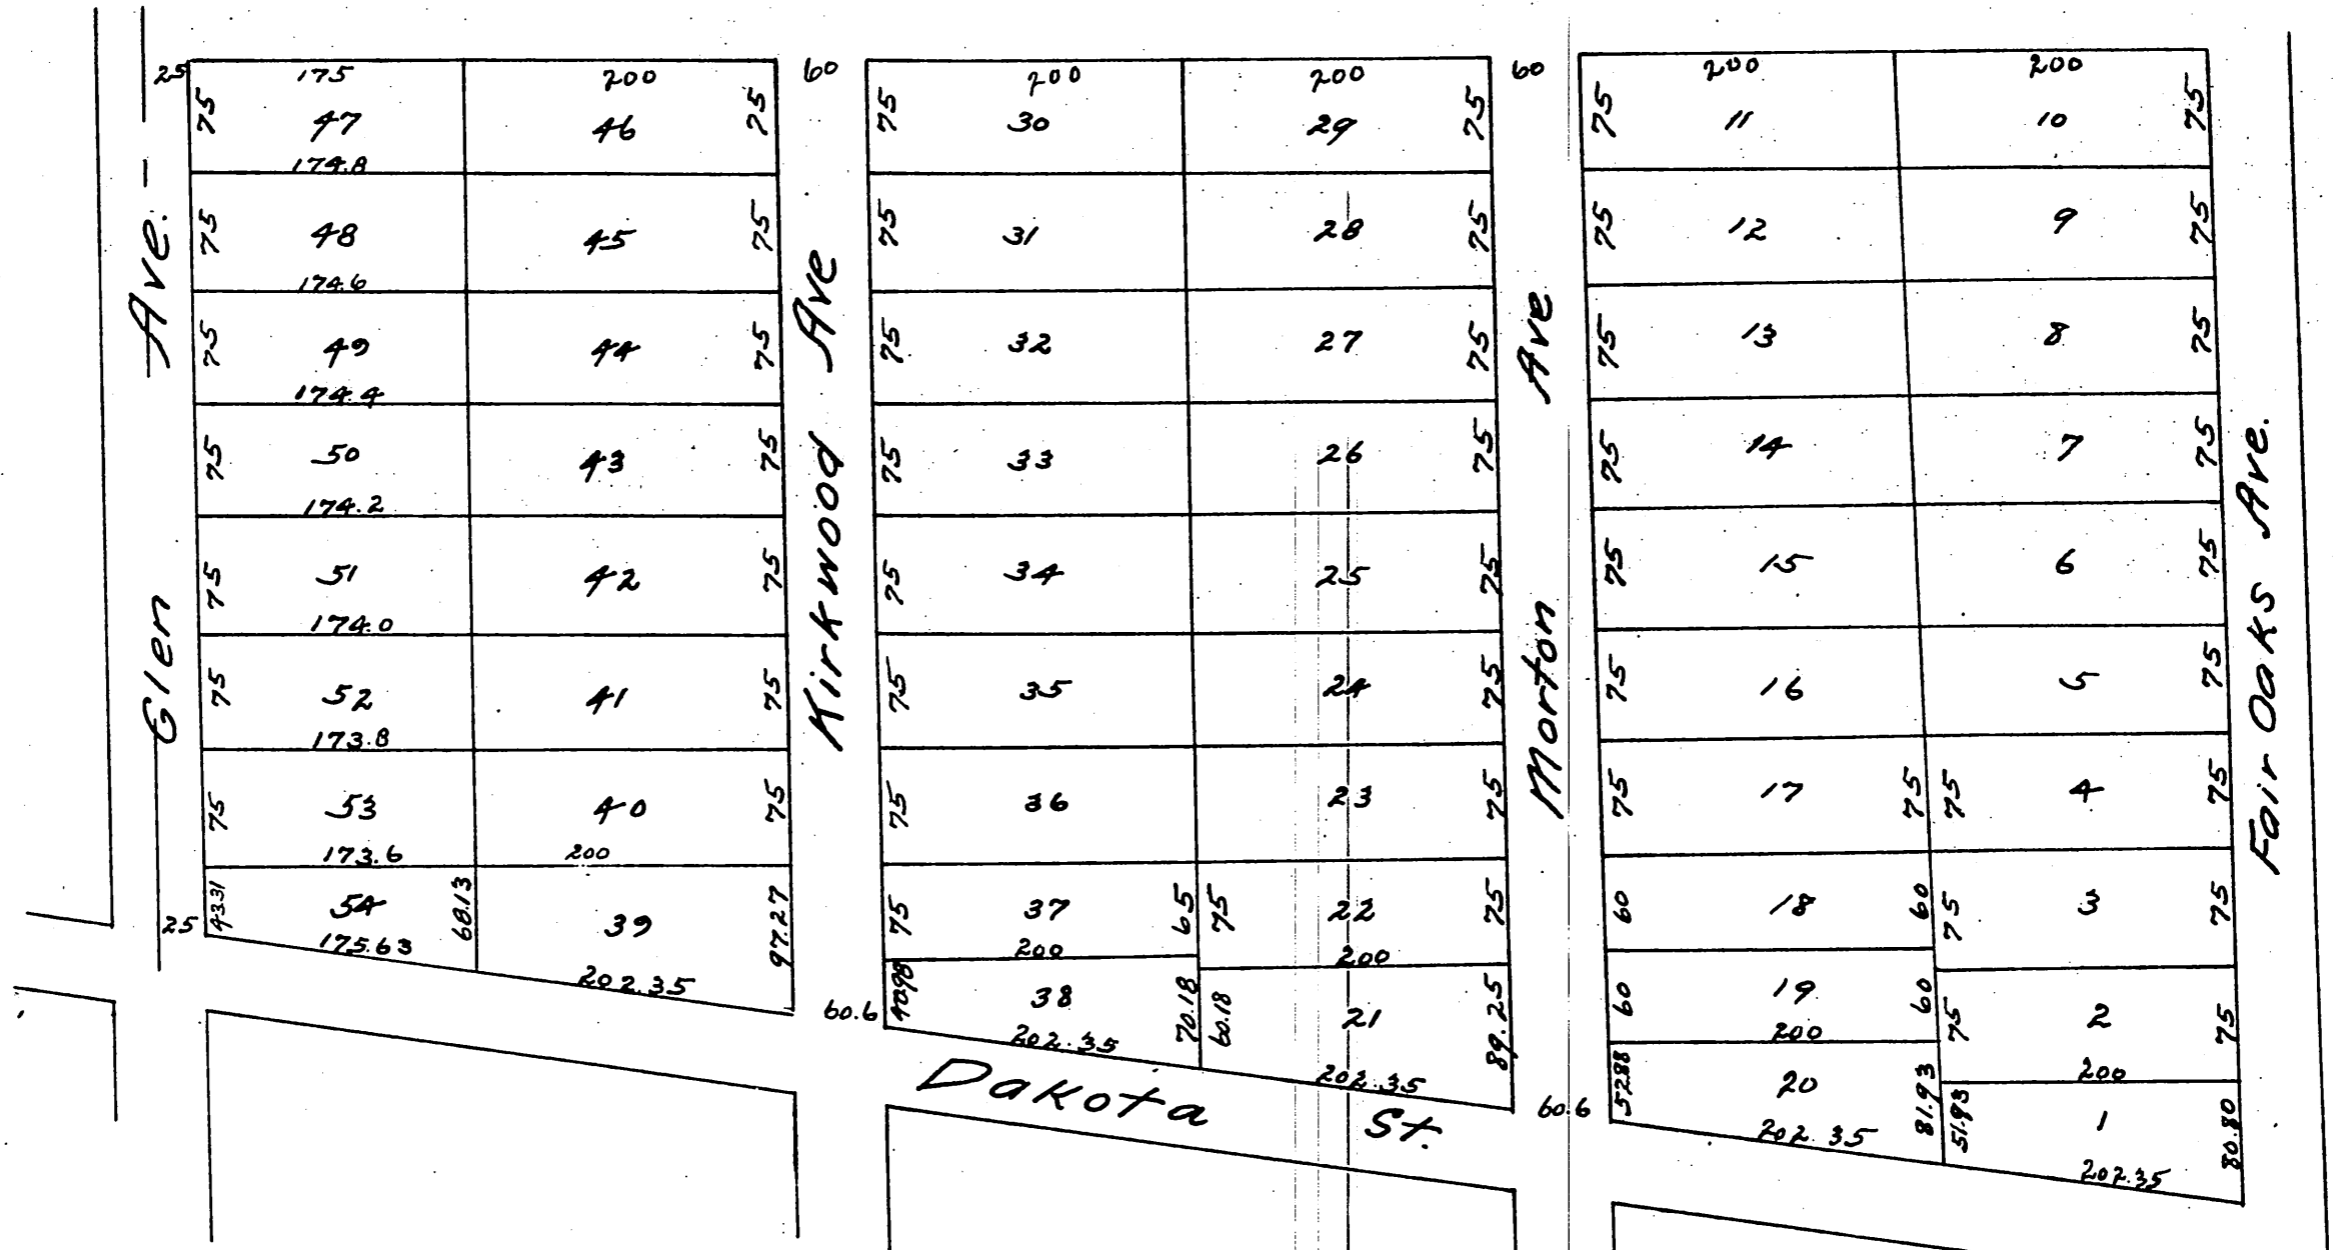 25 175 200 60 200 200 60 200 200
75 47 46 75 75 30 29 75 75 11 10 75
174.8
75 48 45 75 75 31 28 75 75 12 9 75
174.6
75 49 44 75 75 32 27 75 75 13 8 75
174.4
75 50 43 75 75 33 26 75 75 14 7 75
174.2
75 51 42 75 75 34 25 75 75 15 6 75
174.0
75 52 41 75 75 35 24 75 75 16 5 75
173.8
75 53 40 75 75 36 23 75 75 17 75 75 4 75
173.6 200
43.31 54 68.13 39 97.27 75 37 65 75 22 75 60 18 60 75 3 75
25 175.63 200 200
202.35 60.6 40.98 38 70.18 60.18 21 89.25 60 19 60 75 2 75
202.35 200 200
202.35 60.6 52.88 20 81.93 51.93 1 80.80
202.35 202.35
Glen Ave.
Kirkwood Ave
Morton Ave
Fair Oaks Ave.
Dakota St.